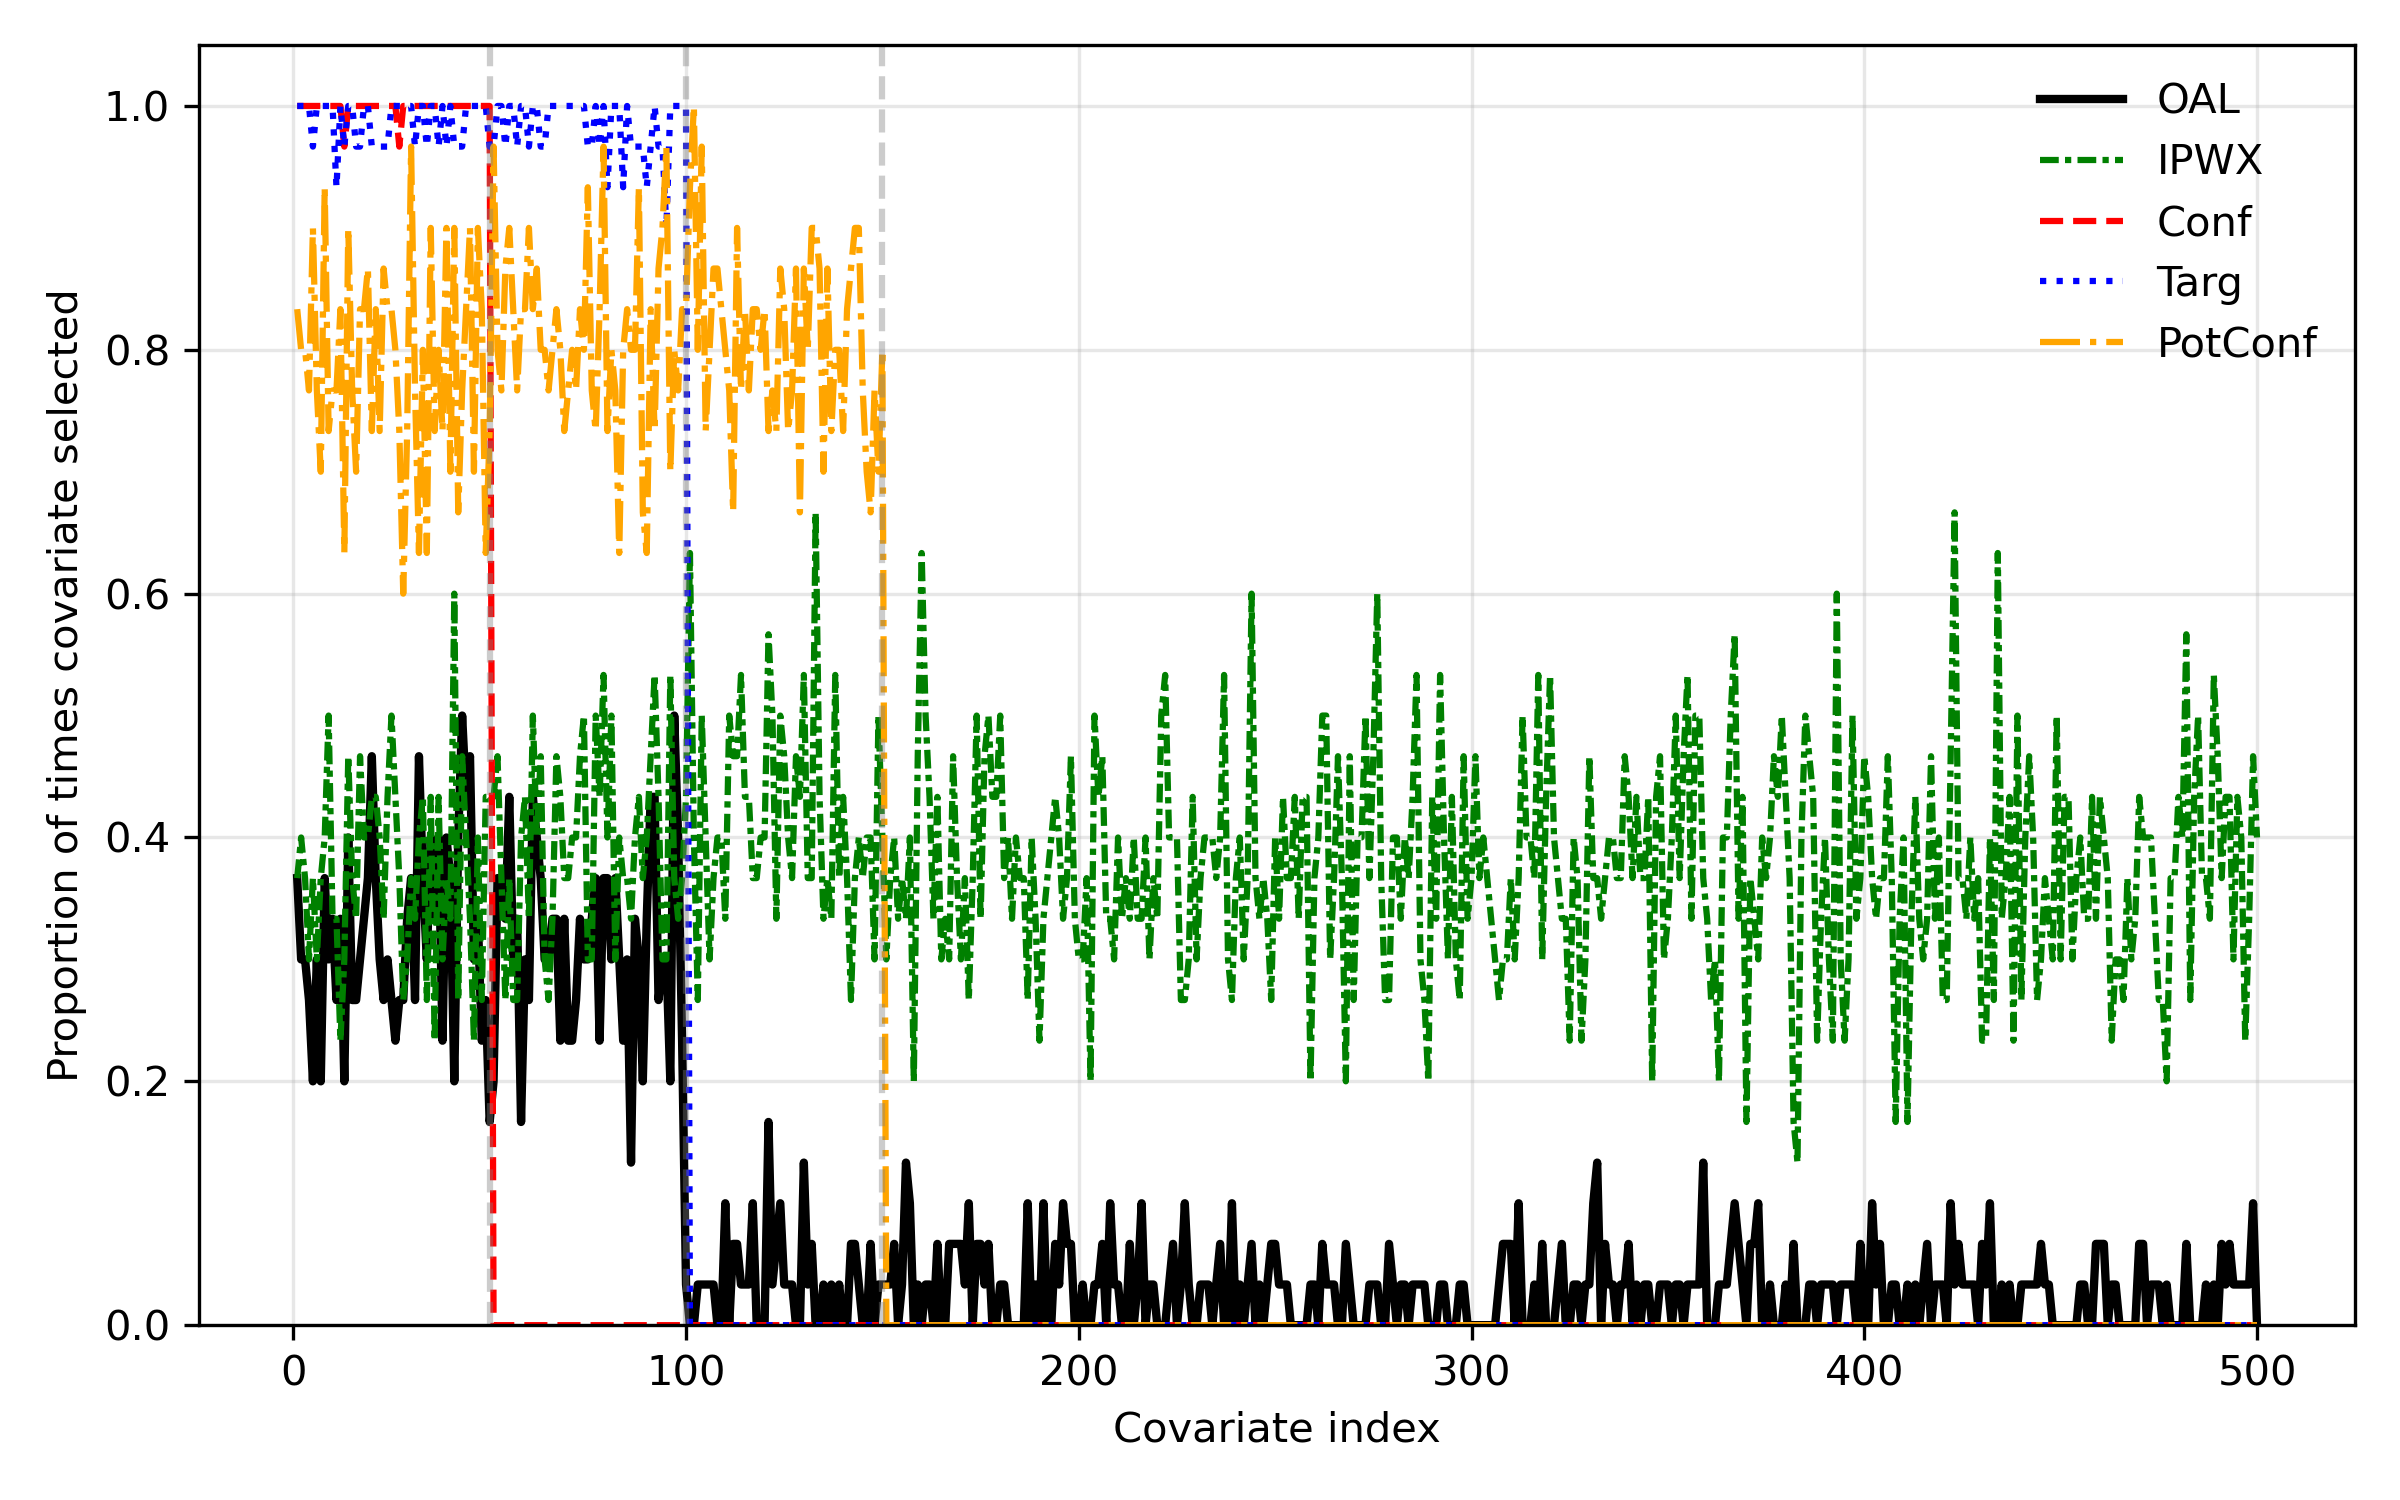 1.0
0.8
0.6
0.4
0.2
0.0
Proportion of times covariate selected
OAL
IPWX
Conf
Targ
PotConf
0 100 200 300 400 500
Covariate index